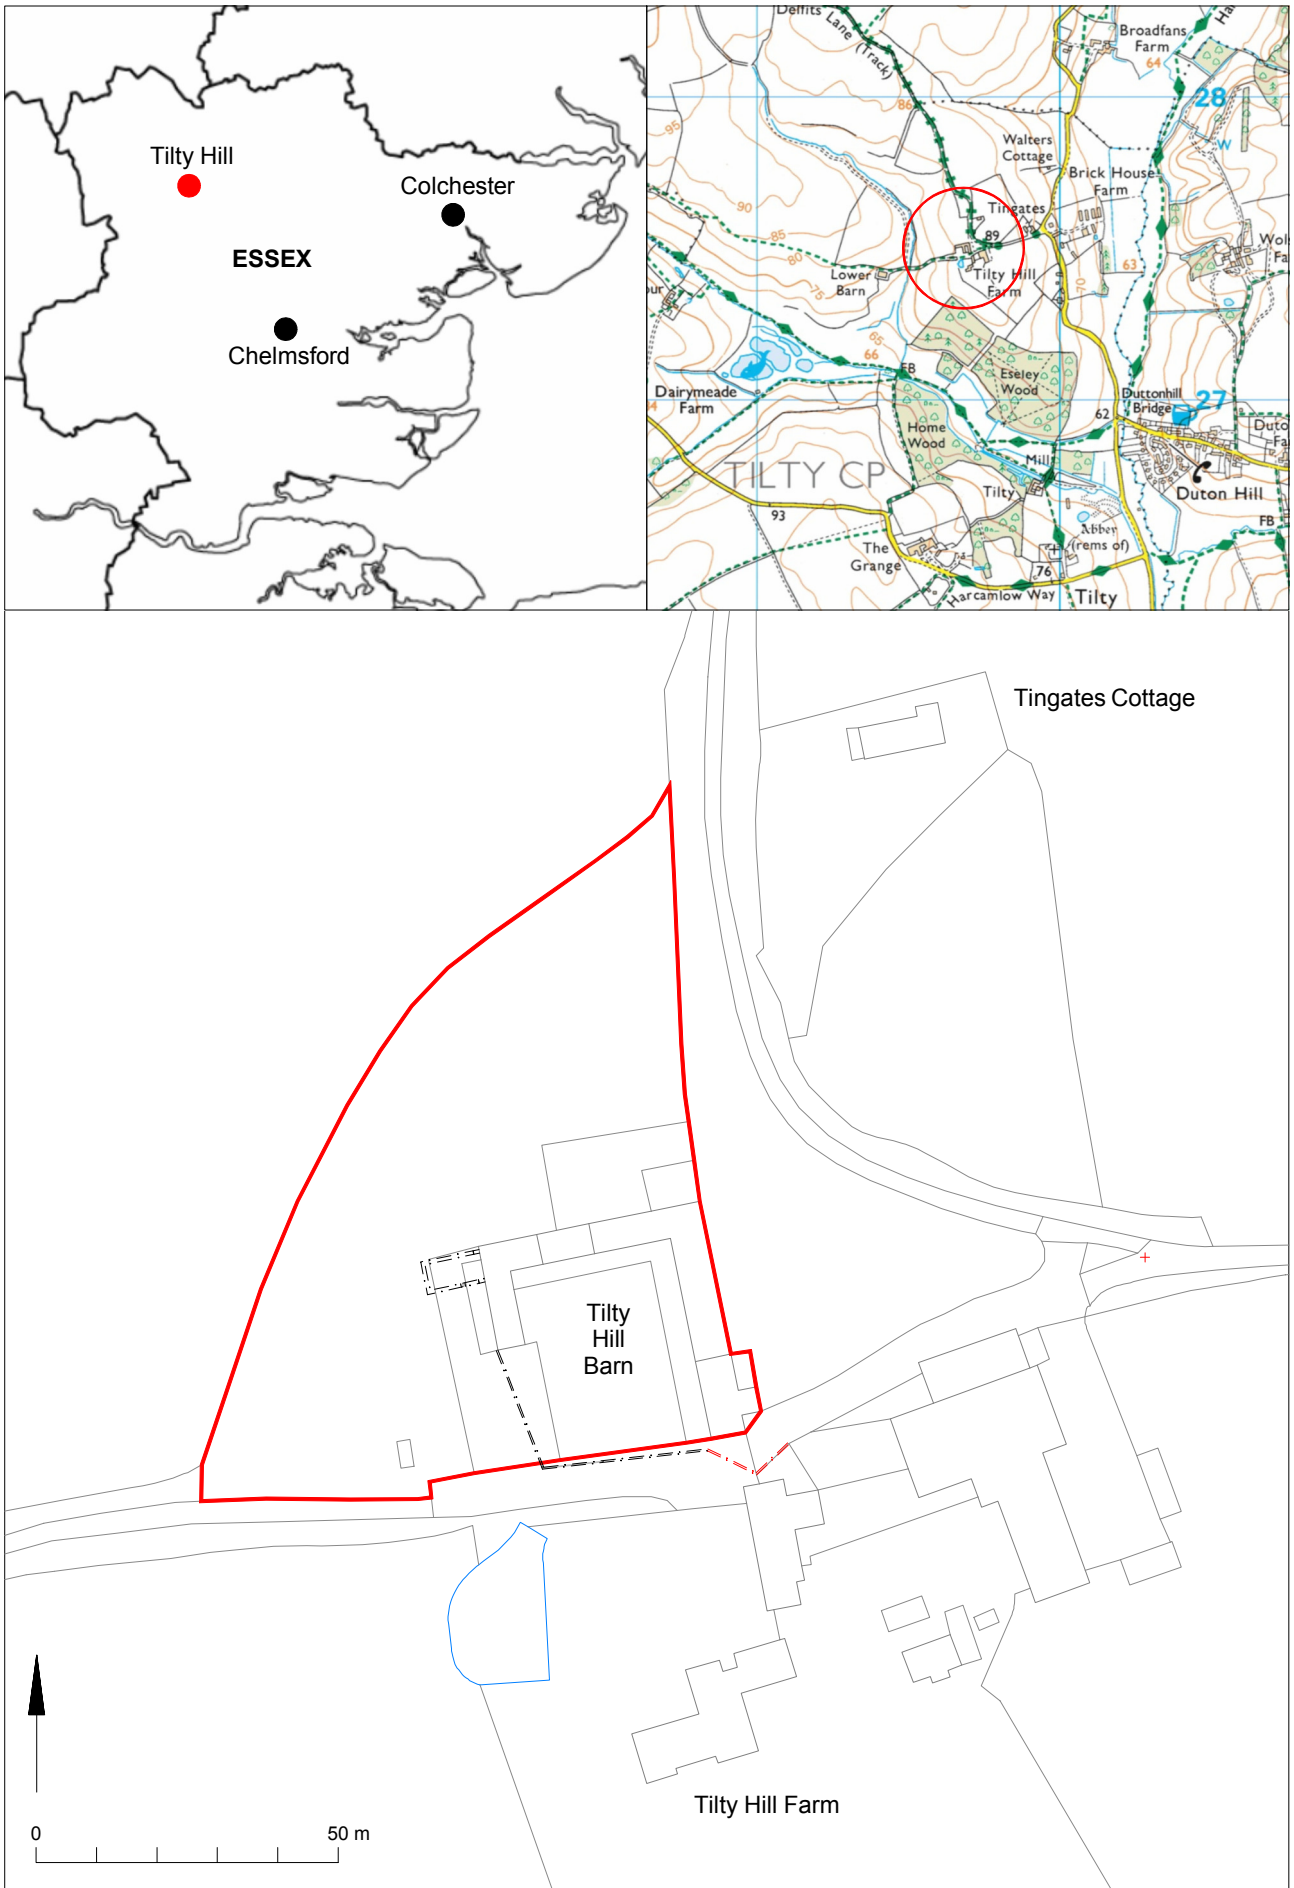 Tilty Hill
Colchester
ESSEX
Chelmsford
Delfits Lane (Track)
Broadfans
Farm
64
28
86
95
W
Walters
Cottage
Brick House
Farm
90
Tingates
89
85
80
63
Lower
Barn
75
Tilty Hill
Farm
70
65
66
FB
Eseley
Wood
Dairymeade
Farm
Duttonhill
Bridge
27
62
Home
Wood
Mill
TILTY CP
Tilty
Duton Hill
93
Abbey
(rems of)
FB
The
Grange
76
Harcamlow Way
Tilty
Tingates Cottage
Tilty
Hill
Barn
Tilty Hill Farm
0
50 m